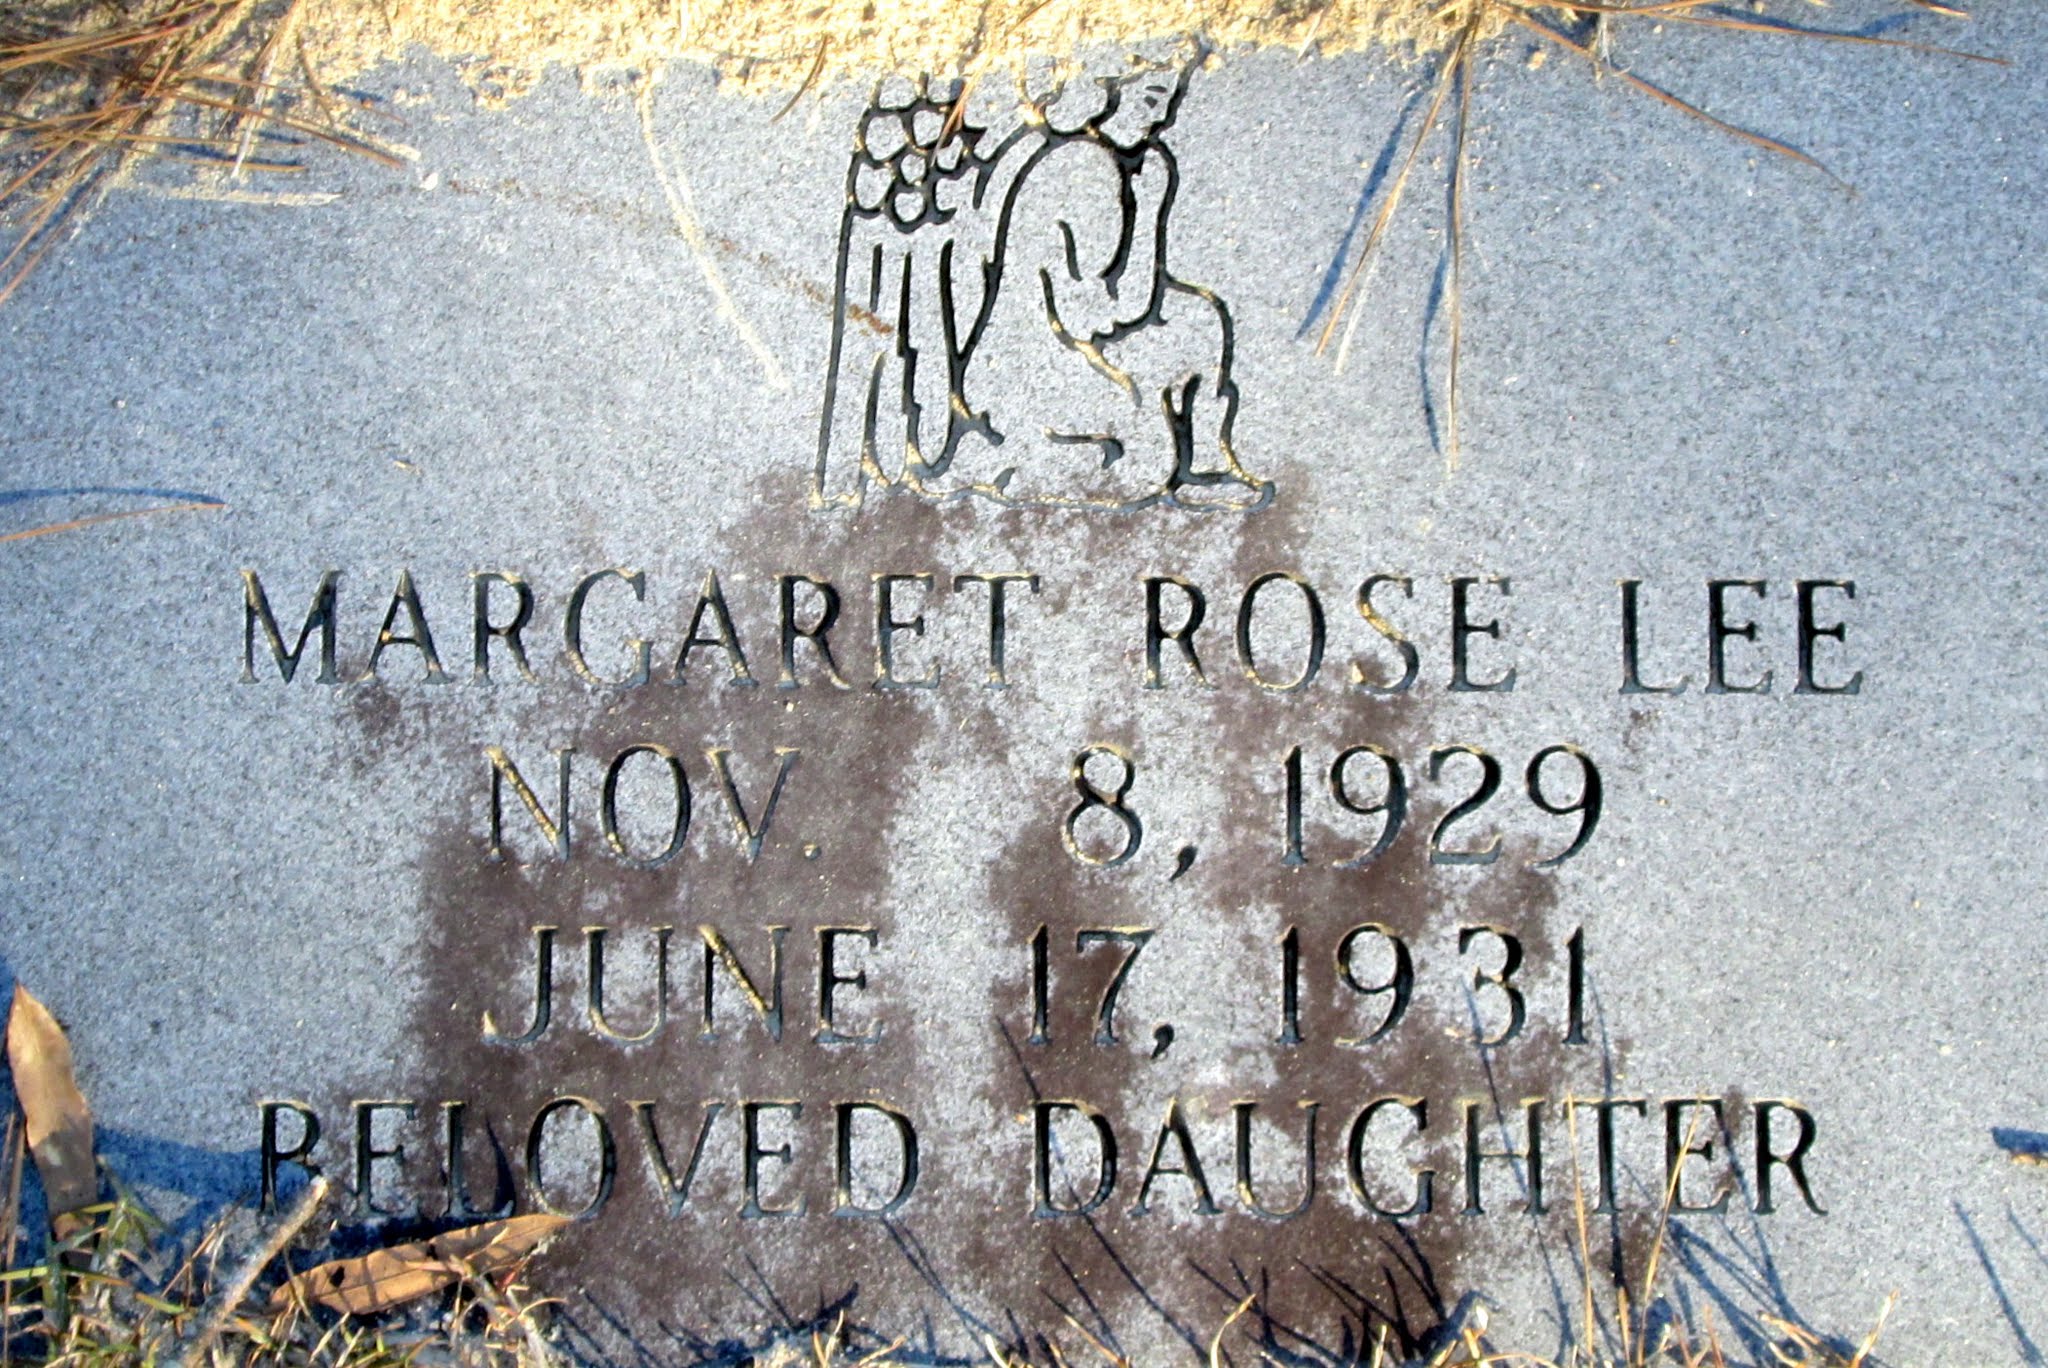 MARGARET ROSE LEE
NOV. 8, 1929
JUNE 17, 1931
BELOVED DAUGHTER